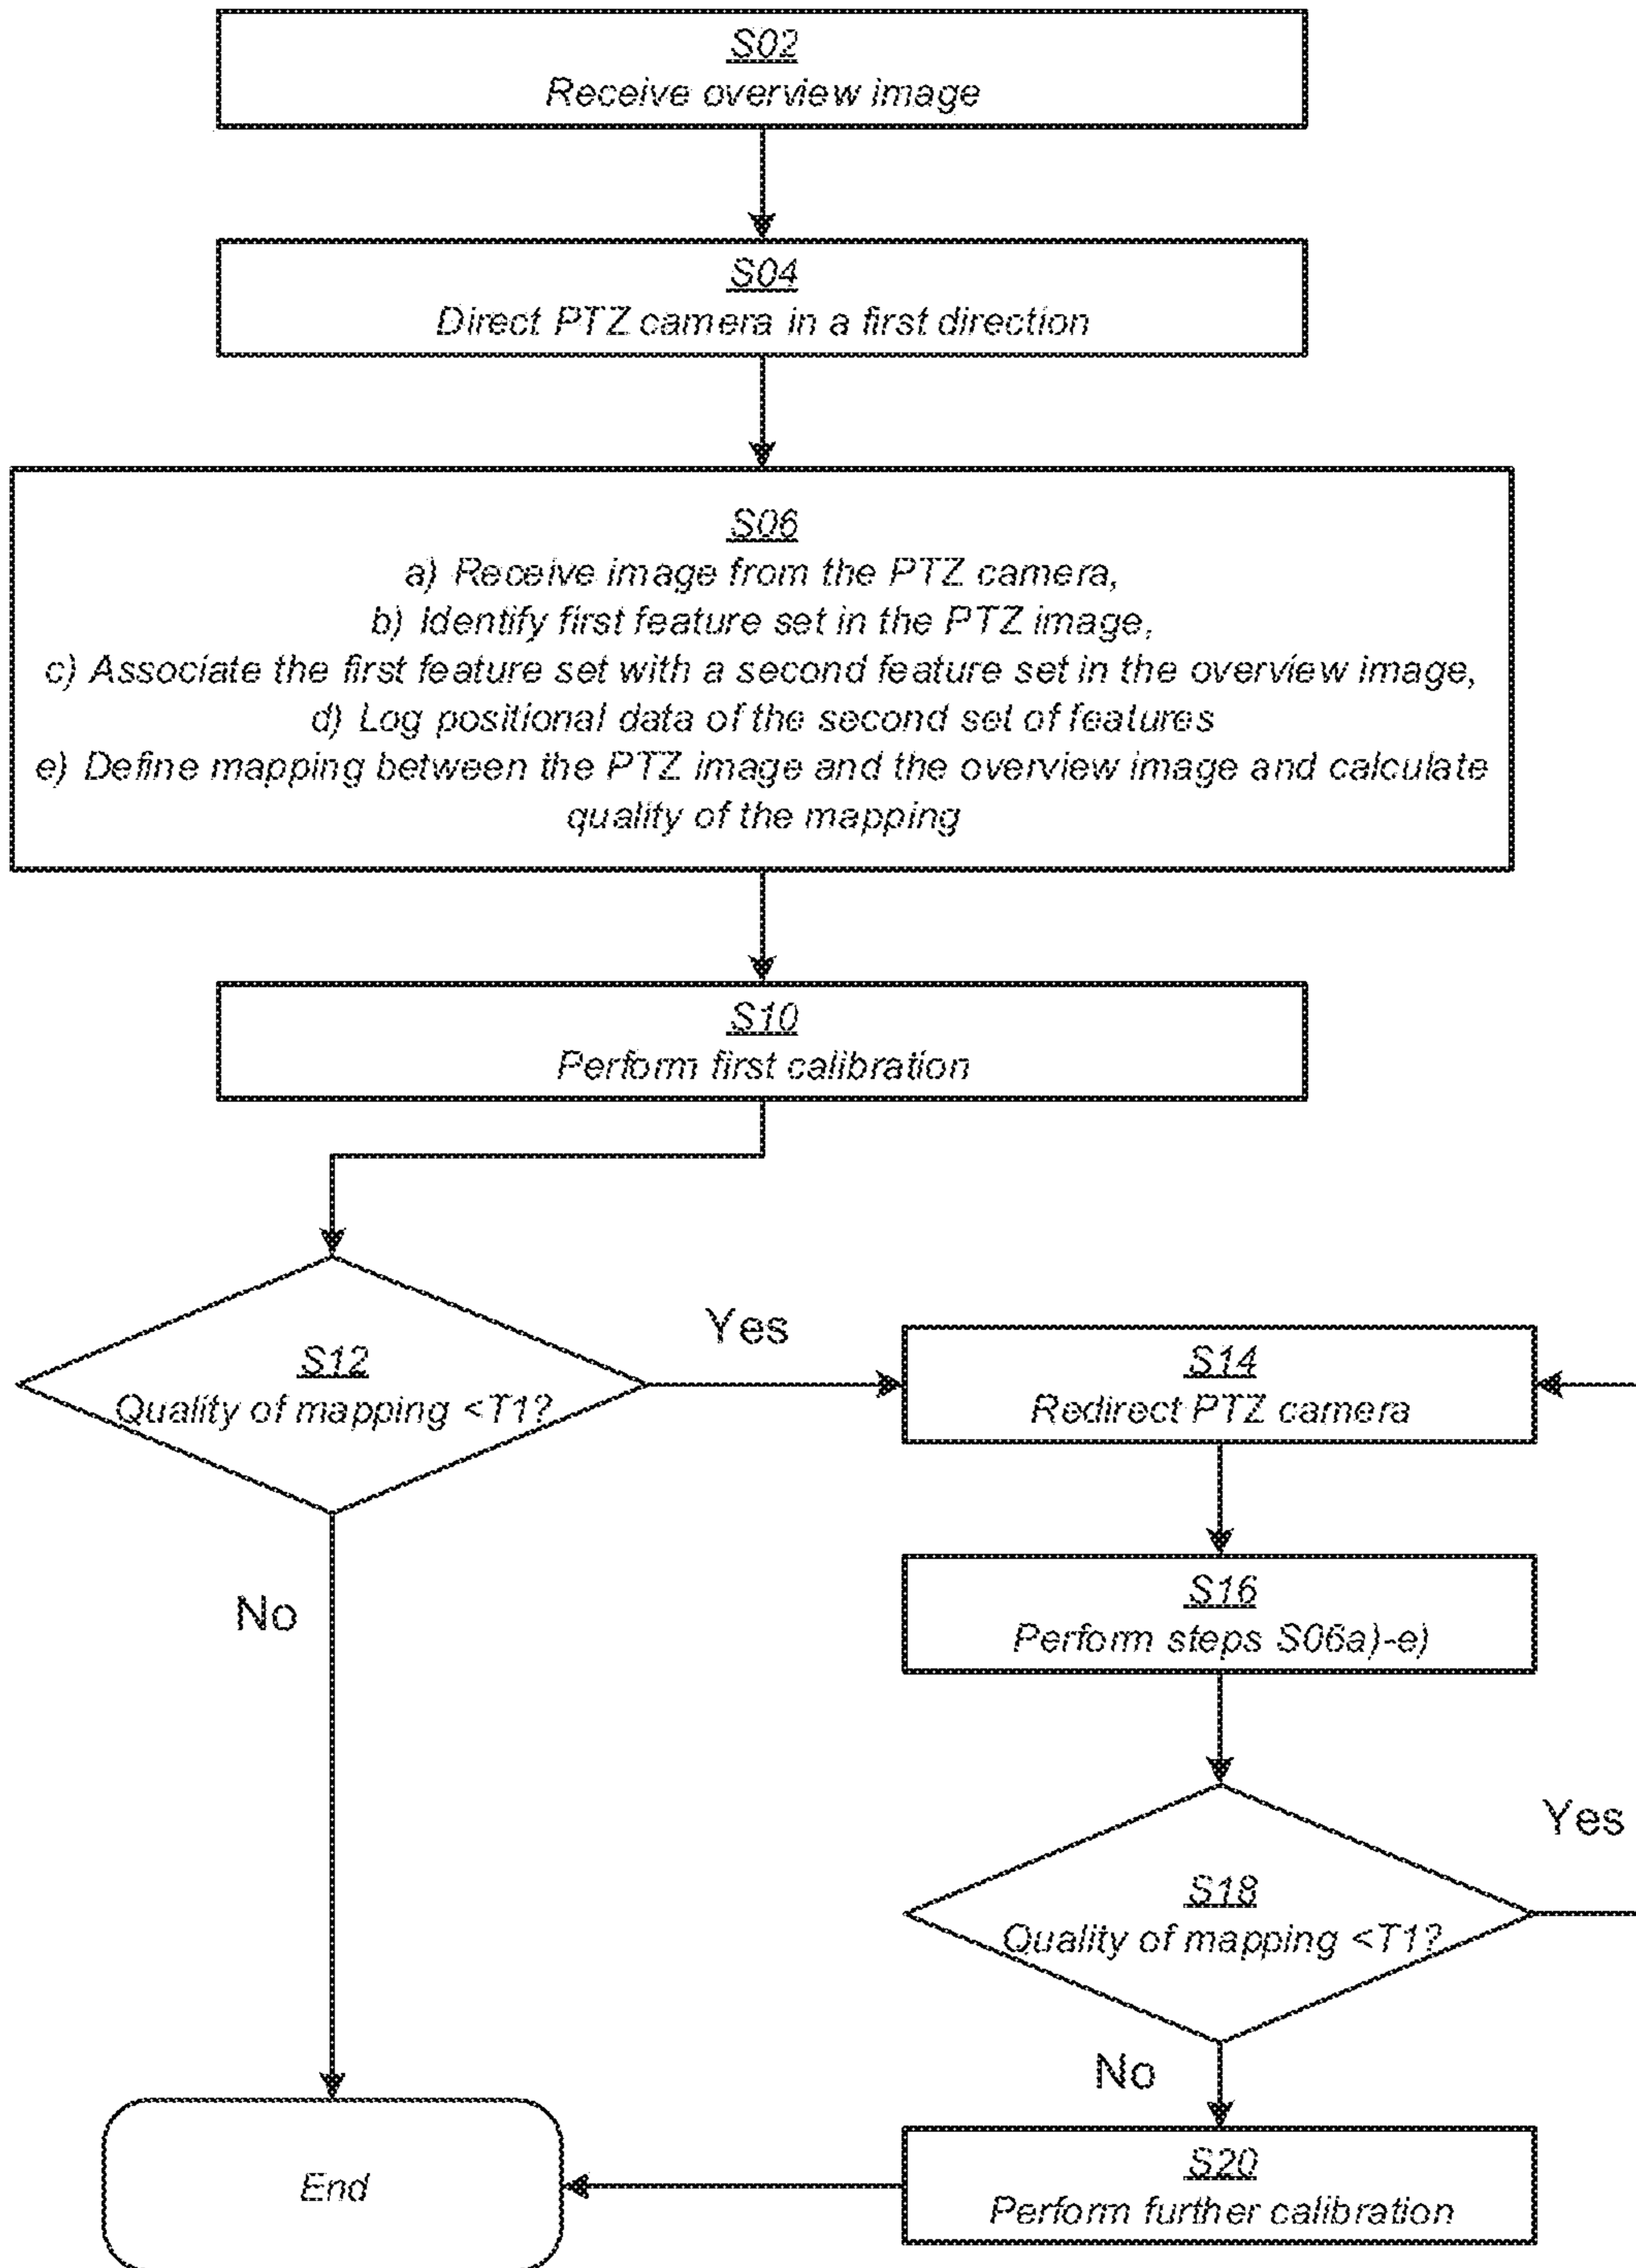 S02
Receive overview image
S04
Direct PTZ camera in a first direction
S06
a) Receive image from the PTZ camera,
b) Identify first feature set in the PTZ image,
c) Associate the first feature set with a second feature set in the overview image,
d) Log positional data of the second set of features
e) Define mapping between the PTZ image and the overview image and calculate
quality of the mapping
S10
Perform first calibration
S12
Quality of mapping <T1?
Yes
No
S14
Redirect PTZ camera
S16
Perform steps S06a)-e)
S18
Quality of mapping <T1?
Yes
No
S20
Perform further calibration
End